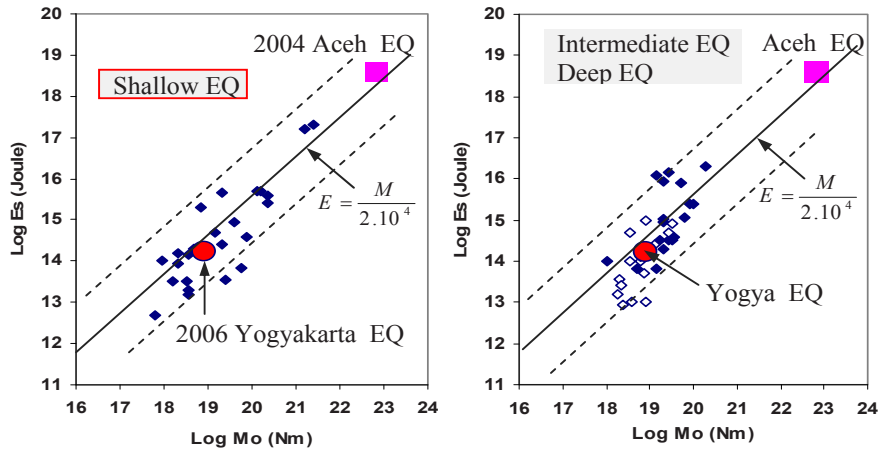 20
19
18
17
16
15
14
13
12
11
Log Es (Joule)
2004 Aceh EQ
Shallow EQ
E = M / 2.10^4
2006 Yogyakarta EQ
16 17 18 19 20 21 22 23 24
Log Mo (Nm)
20
19
18
17
16
15
14
13
12
11
Log Es (Joule)
Intermediate EQ
Deep EQ
Aceh EQ
E = M / 2.10^4
Yogya EQ
16 17 18 19 20 21 22 23 24
Log Mo (Nm)